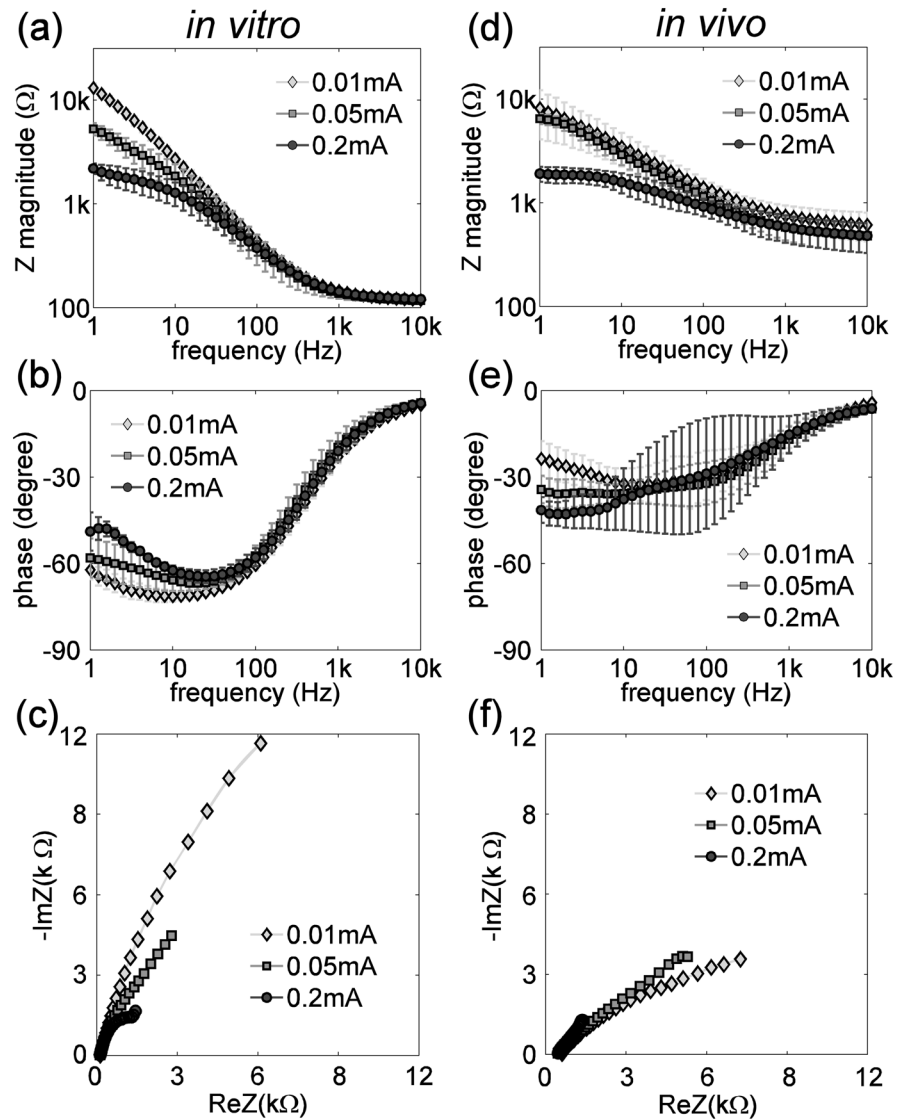 in vitro
in vivo
(a)
Z magnitude (Ω)
10k
1k
100
0.01mA
0.05mA
0.2mA
1 10 100 1k 10k
frequency (Hz)
(d)
Z magnitude (Ω)
10k
1k
100
0.01mA
0.05mA
0.2mA
1 10 100 1k 10k
frequency (Hz)
(b)
phase (degree)
0
-30
-60
-90
0.01mA
0.05mA
0.2mA
1 10 100 1k 10k
frequency (Hz)
(e)
phase (degree)
0
-30
-60
-90
0.01mA
0.05mA
0.2mA
1 10 100 1k 10k
frequency (Hz)
(c)
-ImZ(k Ω)
12
8
6
3
0
0.01mA
0.05mA
0.2mA
0 3 6 8 12
ReZ(kΩ)
(f)
-ImZ(k Ω)
12
8
6
3
0
0.01mA
0.05mA
0.2mA
0 3 6 8 12
ReZ(kΩ)